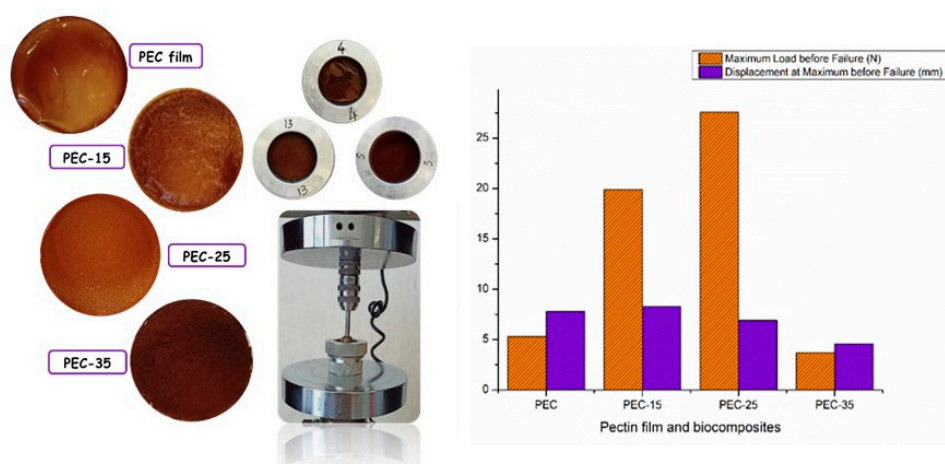 PEC film
PEC-15
PEC-25
PEC-35
4
4
13
13
5
5
Maximum Load before Failure (N)
Displacement at Maximum before Failure (mm)
25
20
15
10
5
0
PEC
PEC-15
PEC-25
PEC-35
Pectin film and biocomposites